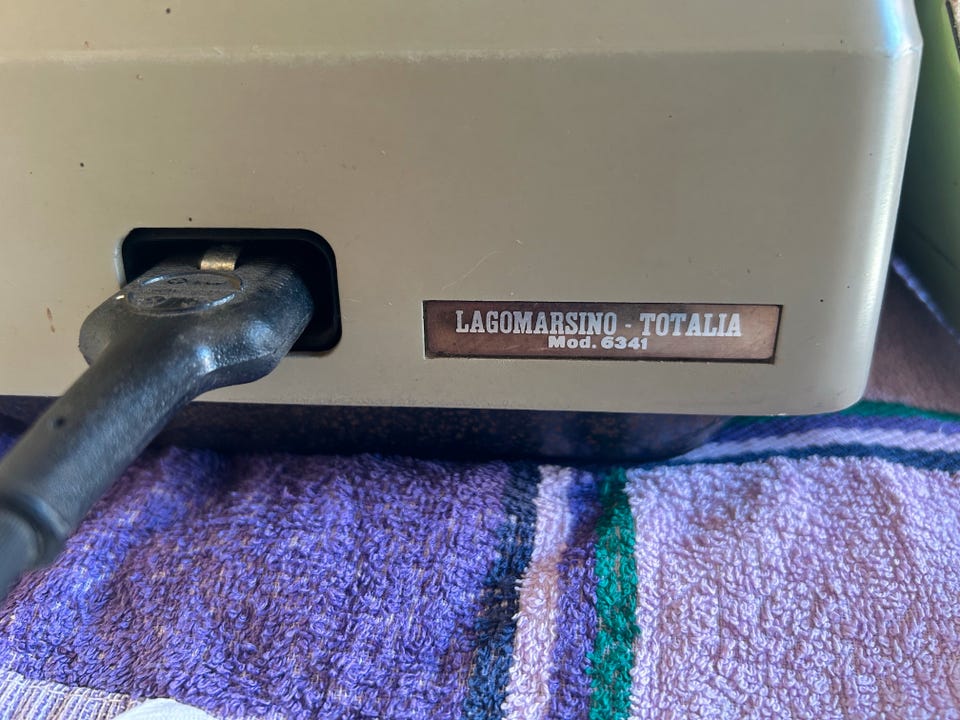 LAGOMARSINO - TOTALIA
Mod. 6341